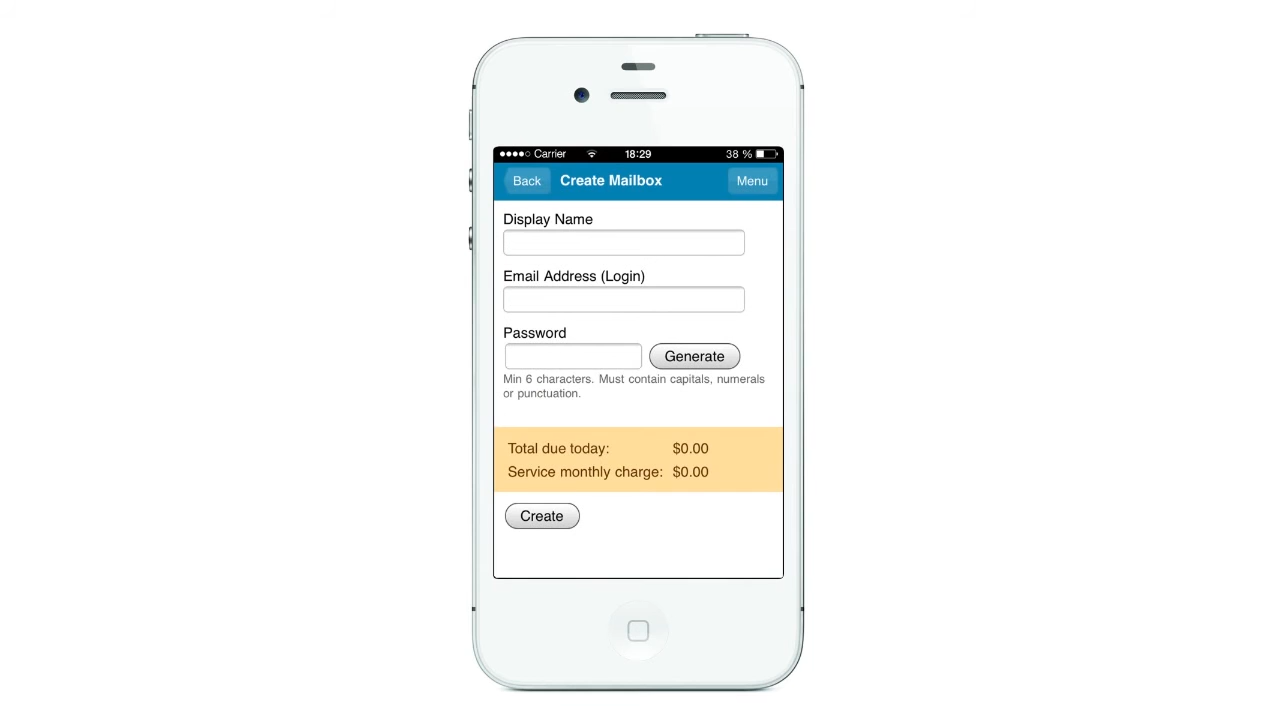 Carrier 18:29 38 %
Back Create Mailbox Menu
Display Name
Email Address (Login)
Password
Generate
Min 6 characters. Must contain capitals, numerals
or punctuation.
Total due today: $0.00
Service monthly charge: $0.00
Create